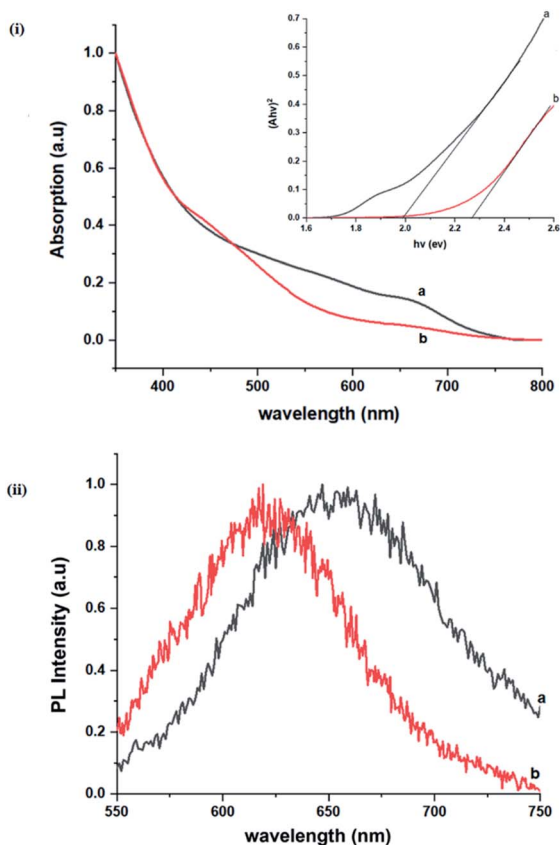 (i)
1.0
0.8
0.6
0.4
0.2
0.0
Absorption (a.u)
400
500
600
700
800
wavelength (nm)
a
b
0.7
0.6
0.5
0.4
0.3
0.2
0.1
0.0
(Ahv)²
1.6
1.8
2.0
2.2
2.4
2.6
hv (ev)
a
b
(ii)
1.0
0.8
0.6
0.4
0.2
0.0
PL Intensity (a.u)
550
600
650
700
750
wavelength (nm)
a
b